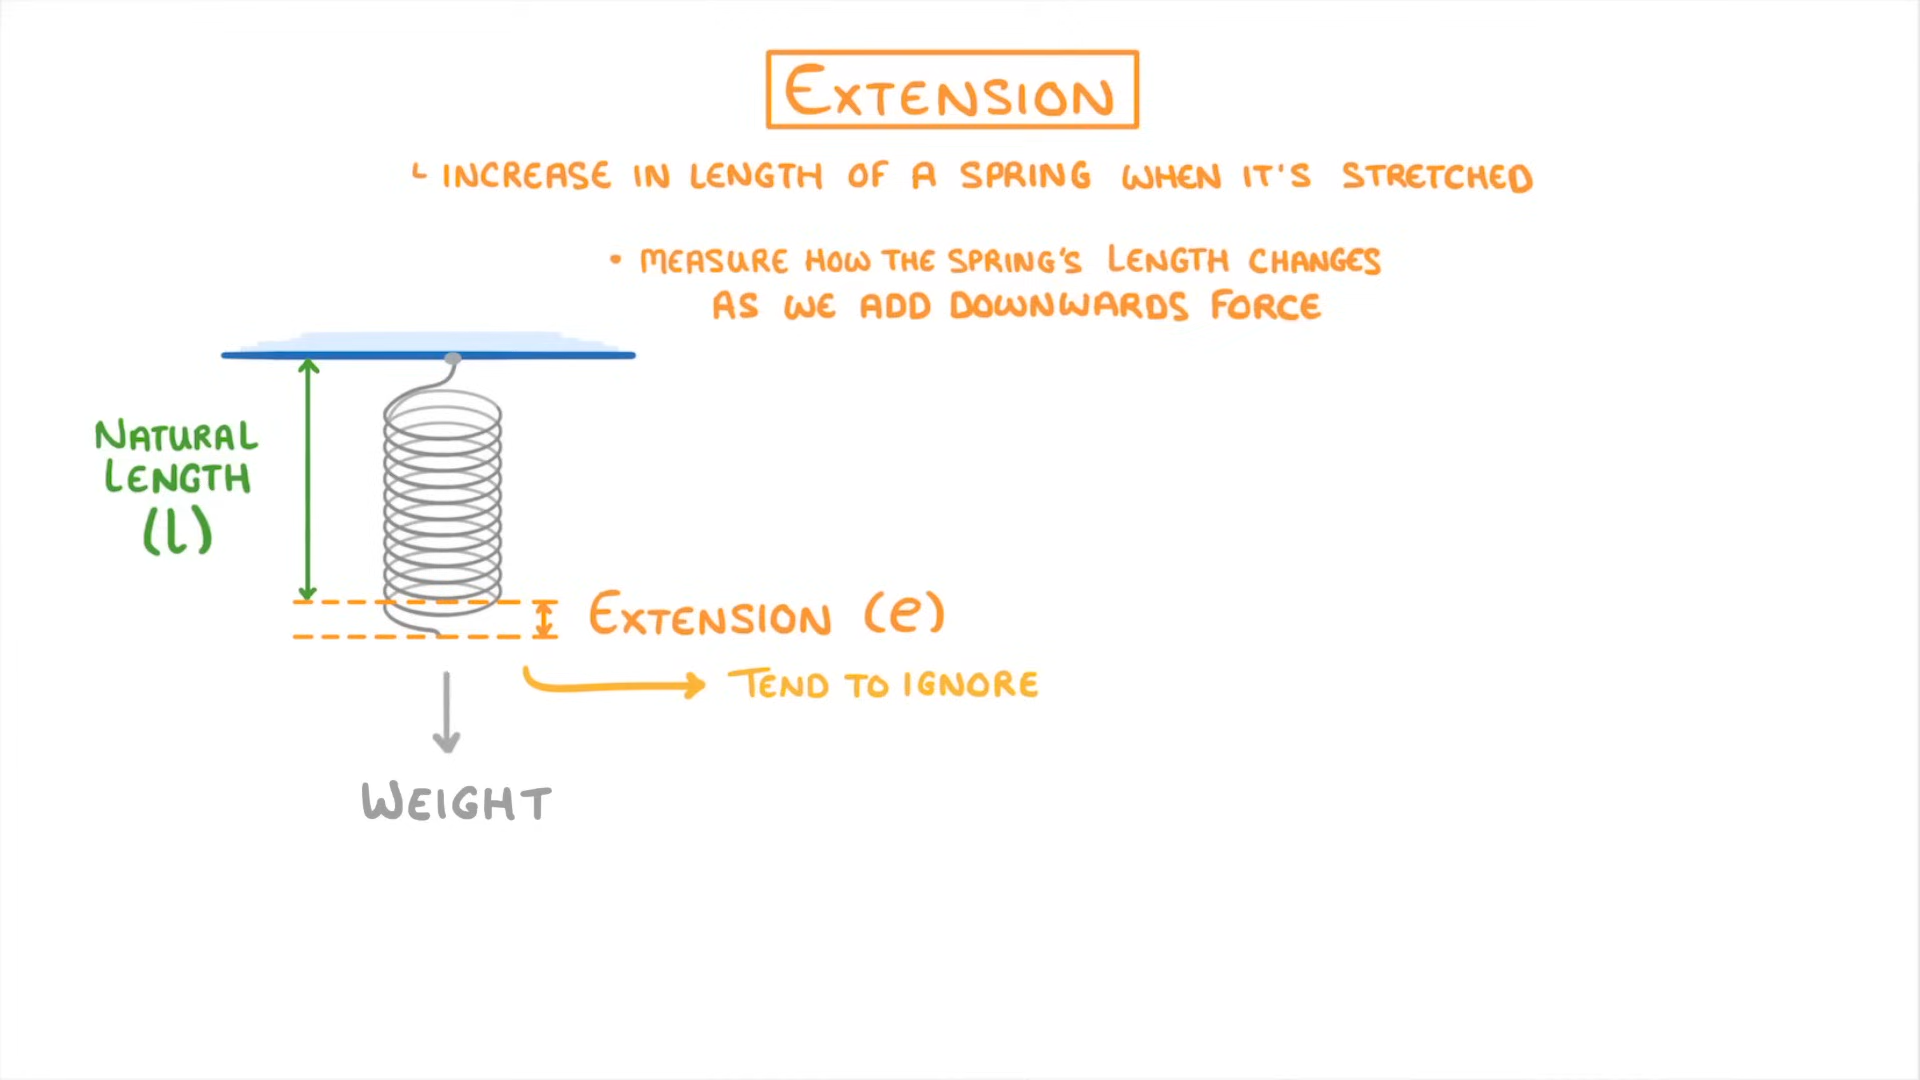 EXTENSION
INCREASE IN LENGTH OF A SPRING WHEN IT'S STRETCHED
• MEASURE HOW THE SPRING'S LENGTH CHANGES
AS WE ADD DOWNWARDS FORCE
NATURAL
LENGTH
(L)
EXTENSION (e)
TEND TO IGNORE
WEIGHT